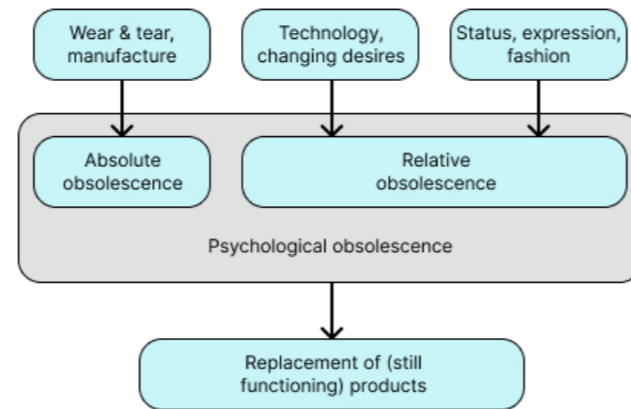 Wear & tear,
manufacture
Technology,
changing desires
Status, expression,
fashion
Absolute
obsolescence
Relative
obsolescence
Psychological obsolescence
Replacement of (still
functioning) products